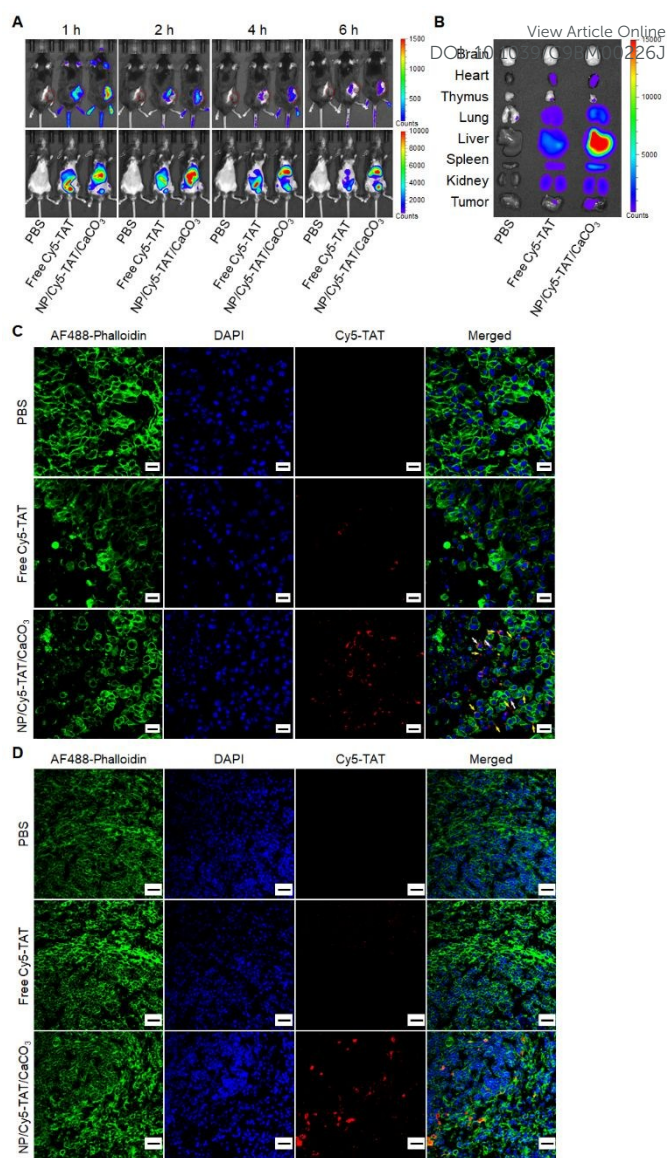 A
1 h
2 h
4 h
6 h
1500
1000
500
0
Counts
10000
8000
6000
4000
2000
0
Counts
PBS
Free Cy5-TAT
NP/Cy5-TAT/CaCO₃
PBS
Free Cy5-TAT
NP/Cy5-TAT/CaCO₃
PBS
Free Cy5-TAT
NP/Cy5-TAT/CaCO₃
PBS
Free Cy5-TAT
NP/Cy5-TAT/CaCO₃
B
View Article Online
Brain
Heart
Thymus
Lung
Liver
Spleen
Kidney
Tumor
15000
10000
5000
0
Counts
PBS
Free Cy5-TAT
NP/Cy5-TAT/CaCO₃
C
AF488-Phalloidin
DAPI
Cy5-TAT
Merged
PBS
Free Cy5-TAT
NP/Cy5-TAT/CaCO₃
D
AF488-Phalloidin
DAPI
Cy5-TAT
Merged
PBS
Free Cy5-TAT
NP/Cy5-TAT/CaCO₃